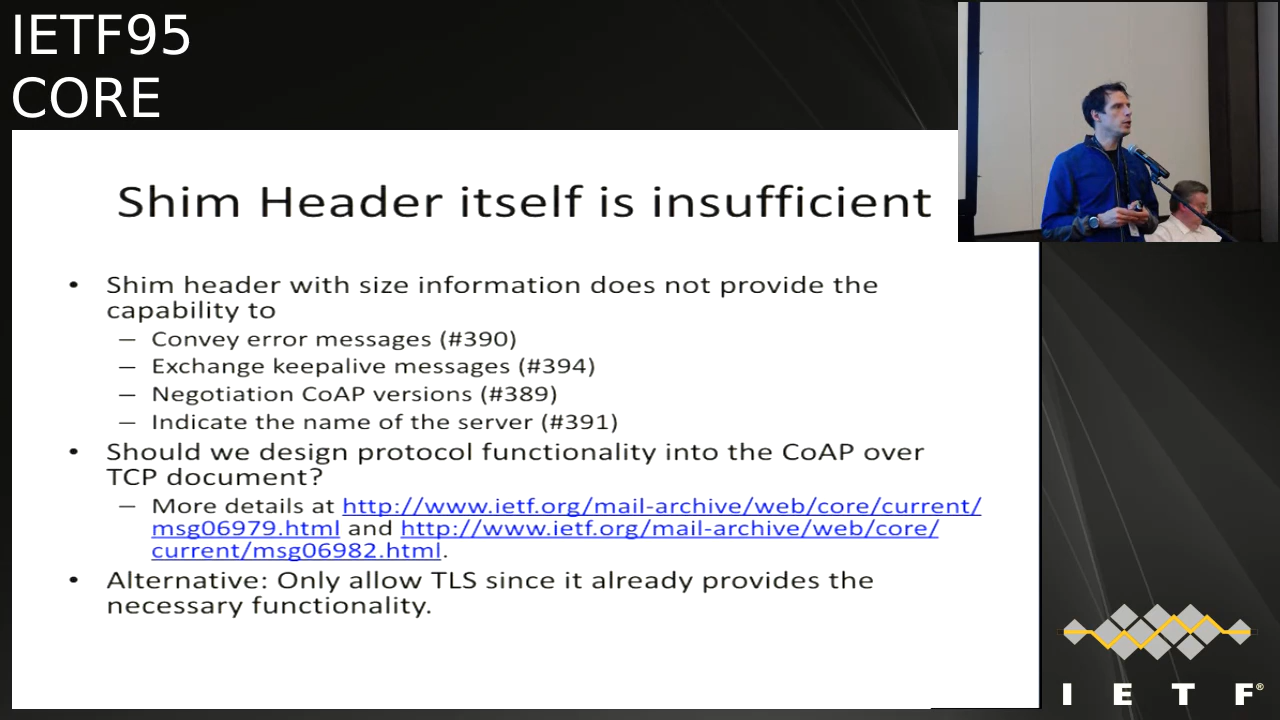 IETF95
CORE
Shim Header itself is insufficient
• Shim header with size information does not provide the
capability to
– Convey error messages (#390)
– Exchange keepalive messages (#394)
– Negotiation CoAP versions (#389)
– Indicate the name of the server (#391)
• Should we design protocol functionality into the CoAP over
TCP document?
– More details at http://www.ietf.org/mail-archive/web/core/current/
msg06979.html and http://www.ietf.org/mail-archive/web/core/
current/msg06982.html.
• Alternative: Only allow TLS since it already provides the
necessary functionality.
I E T F®